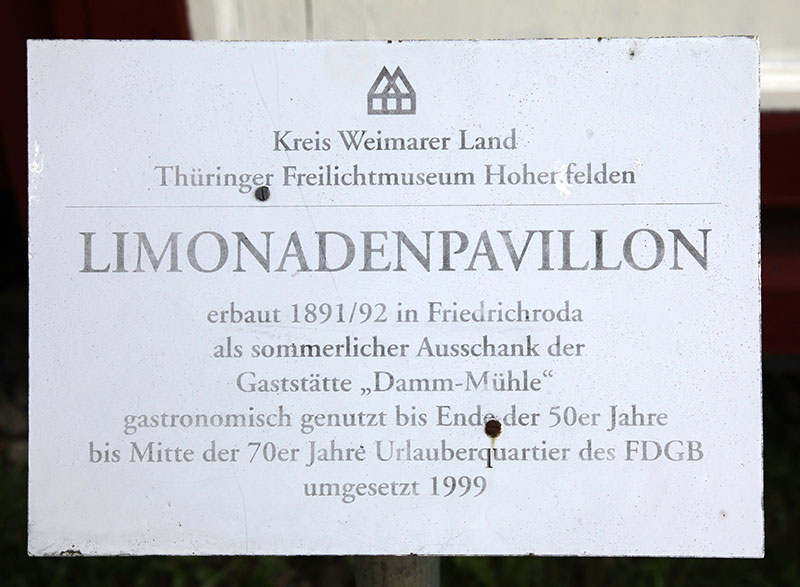 Kreis Weimarer Land
Thüringer Freilichtmuseum Hohenfelden
LIMONADENPAVILLON
erbaut 1891/92 in Friedrichroda
als sommerlicher Ausschank der
Gaststätte „Damm-Mühle“
gastronomisch genutzt bis Ende der 50er Jahre
bis Mitte der 70er Jahre Urlauberquartier des FDGB
umgesetzt 1999